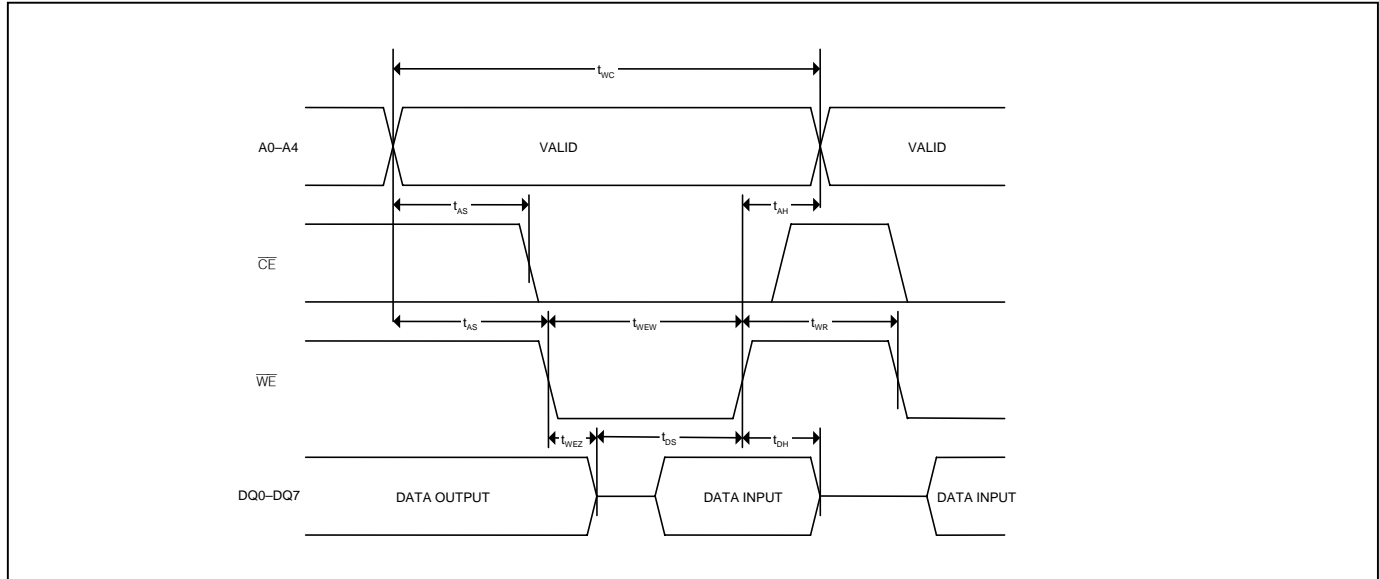 tWC
A0–A4
VALID
VALID
tAS
tAH
CE
tAS
tWEW
tWR
WE
tWEZ
tDS
tDH
DQ0–DQ7
DATA OUTPUT
DATA INPUT
DATA INPUT